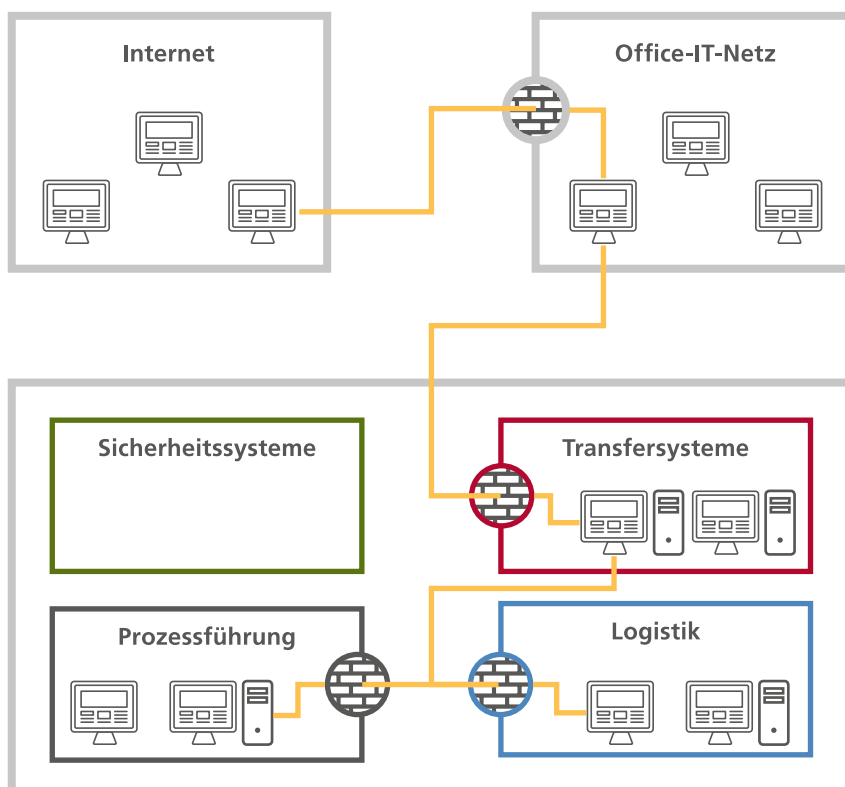 Internet
Office-IT-Netz
Sicherheitssysteme
Transfersysteme
Prozessführung
Logistik